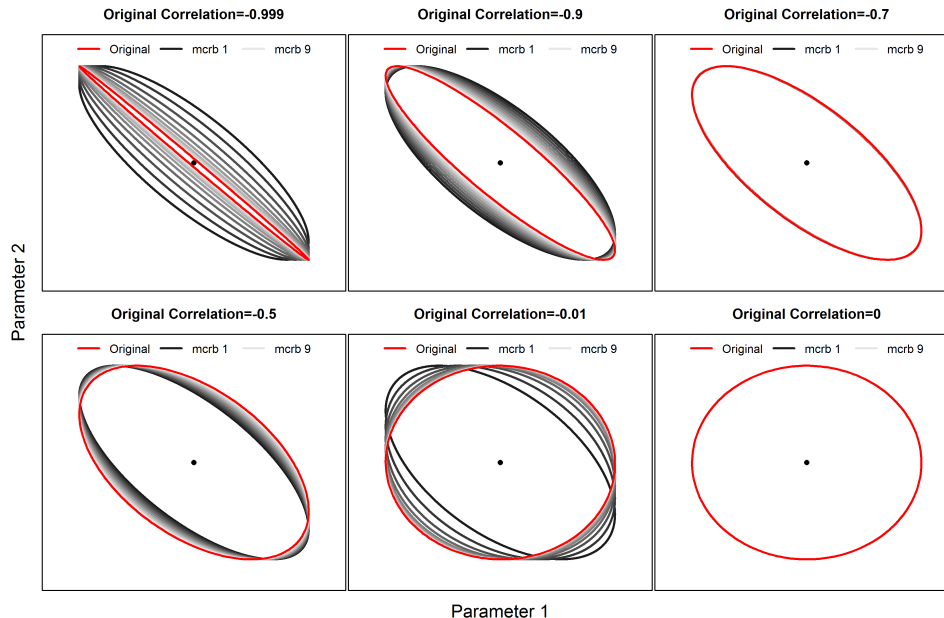 Original Correlation=-0.999 Original Correlation=-0.9 Original Correlation=-0.7
Original mcrb 1 mcrb 9 Original mcrb 1 mcrb 9 Original mcrb 1 mcrb 9
Parameter 2
Original Correlation=-0.5 Original Correlation=-0.01 Original Correlation=0
Original mcrb 1 mcrb 9 Original mcrb 1 mcrb 9 Original mcrb 1 mcrb 9
Parameter 1